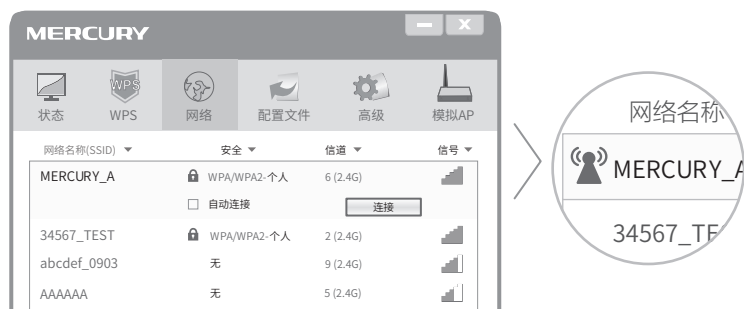 MERCURY
状态 WPS 网络 配置文件 高级 模拟AP
网络名称(SSID) 安全 信道 信号
MERCURY_A WPA/WPA2-个人 6 (2.4G)
自动连接 连接
34567_TEST WPA/WPA2-个人 2 (2.4G)
abcdef_0903 无 9 (2.4G)
AAAAAA 无 5 (2.4G)
网络名称
MERCURY_A
34567_TE